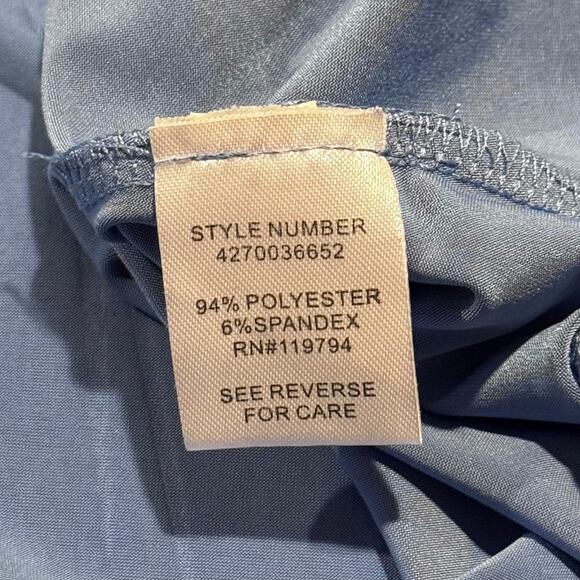 STYLE NUMBER
4270036652
94% POLYESTER
6%SPANDEX
RN#119794
SEE REVERSE
FOR CARE